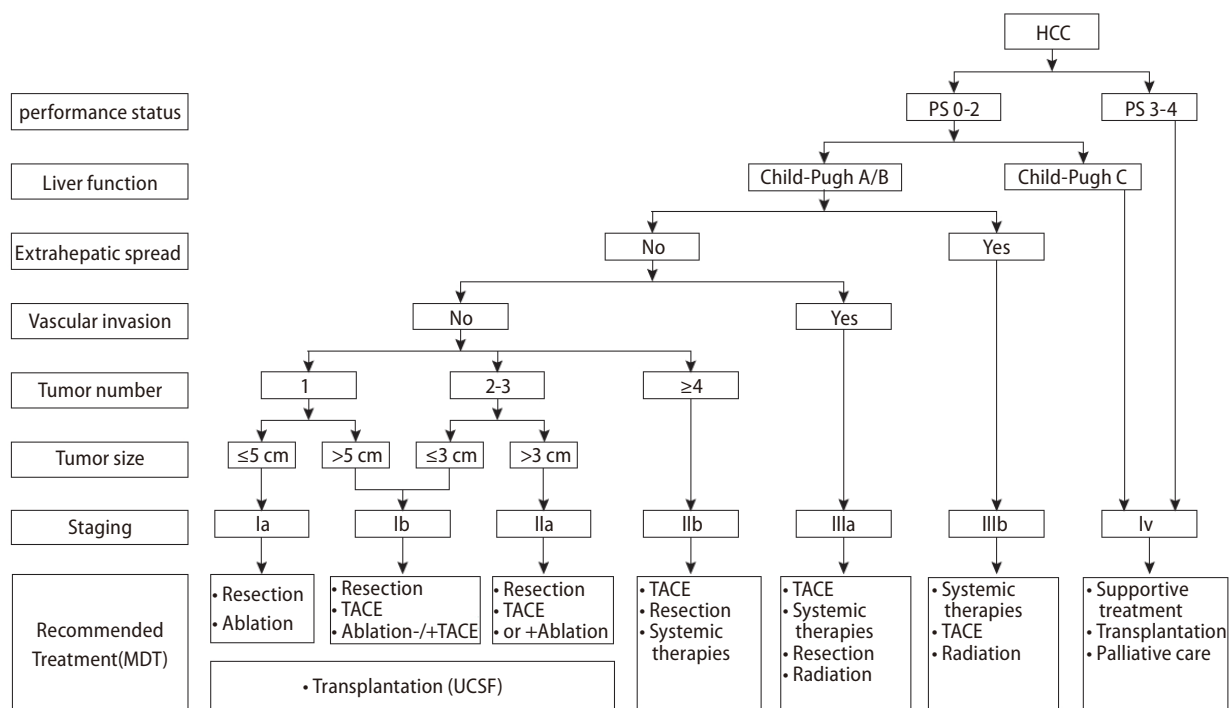 HCC
performance status
PS 0-2
PS 3-4
Liver function
Child-Pugh A/B
Child-Pugh C
Extrahepatic spread
No
Yes
Vascular invasion
No
Yes
Tumor number
1
2-3
≥4
Tumor size
≤5 cm
>5 cm
≤3 cm
>3 cm
Staging
Ia
Ib
IIa
IIb
IIIa
IIIb
Iv
Recommended
Treatment(MDT)
• Resection
• Ablation
• Resection
• TACE
• Ablation-/+TACE
• Resection
• TACE
• or +Ablation
• Transplantation (UCSF)
• TACE
• Resection
• Systemic
therapies
• TACE
• Systemic
therapies
• Resection
• Radiation
• Systemic
therapies
• TACE
• Radiation
• Supportive
treatment
• Transplantation
• Palliative care